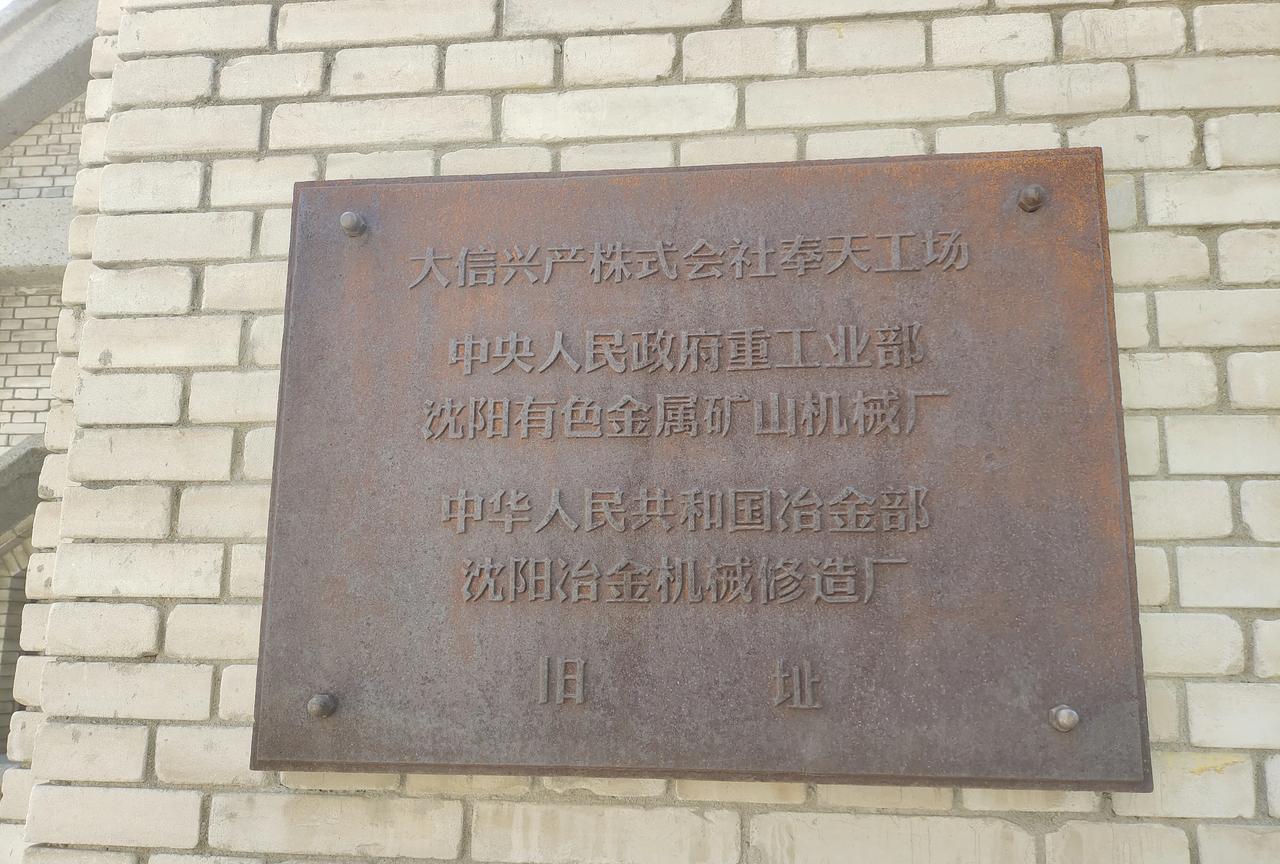 大信兴产株式会社奉天工场
中央人民政府重工业部
沈阳有色金属矿山机械厂
中华人民共和国冶金部
沈阳冶金机械修造厂
旧 址